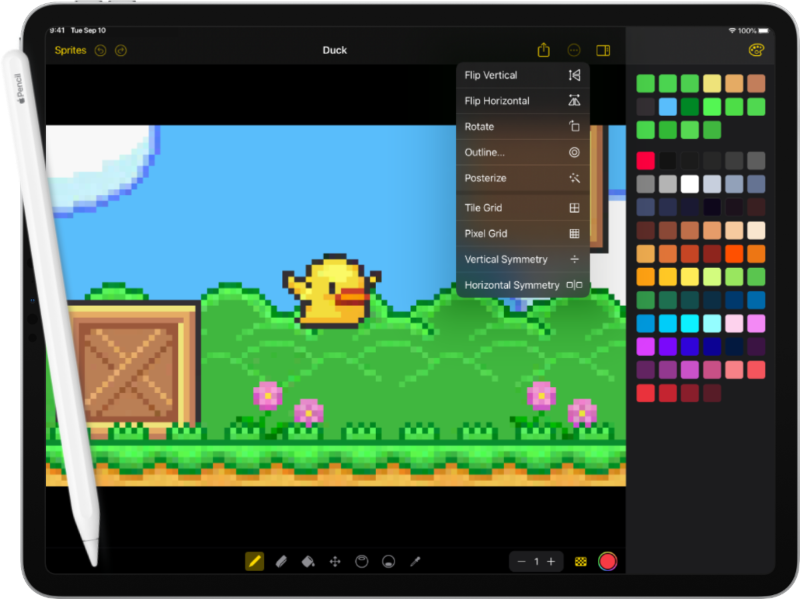 9:41 Tue Sep 10
100%
Sprites
Duck
Pencil
Flip Vertical
Flip Horizontal
Rotate
Outline...
Posterize
Tile Grid
Pixel Grid
Vertical Symmetry
Horizontal Symmetry
1